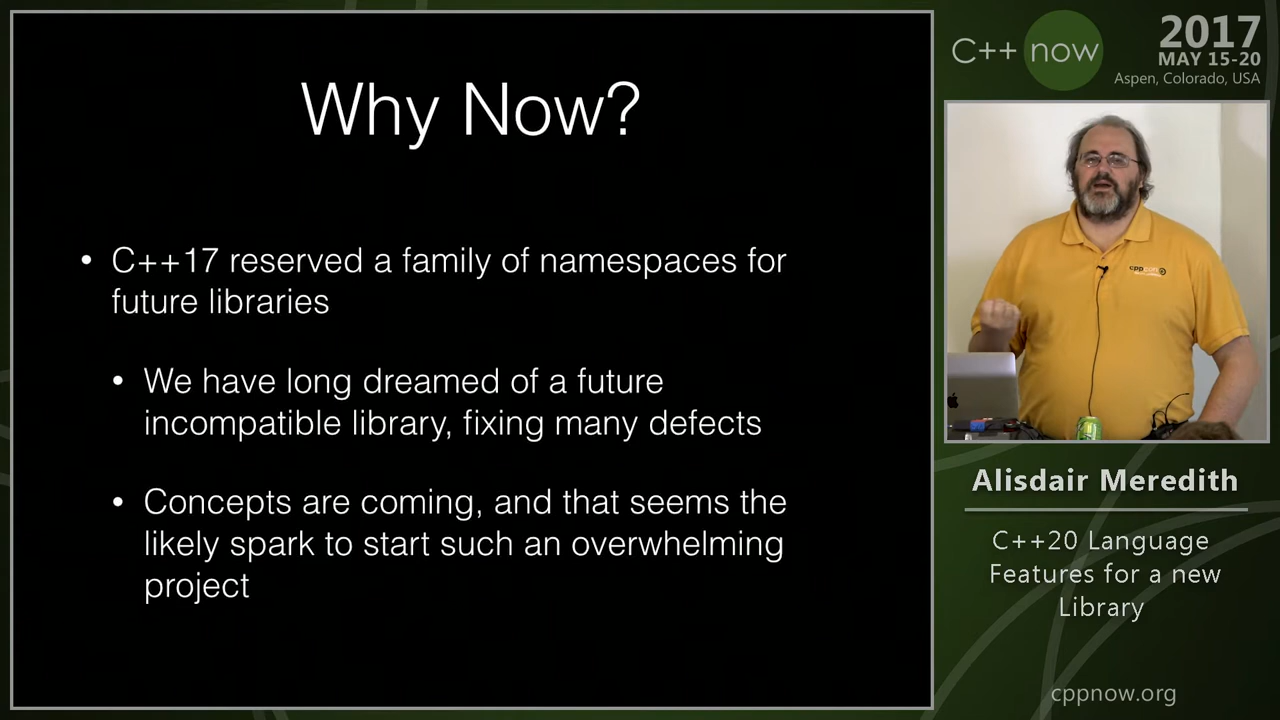 Why Now?
• C++17 reserved a family of namespaces for
future libraries
• We have long dreamed of a future
incompatible library, fixing many defects
• Concepts are coming, and that seems the
likely spark to start such an overwhelming
project
C++ now
2017
MAY 15-20
Aspen, Colorado, USA
Alisdair Meredith
C++20 Language
Features for a new
Library
cppnow.org